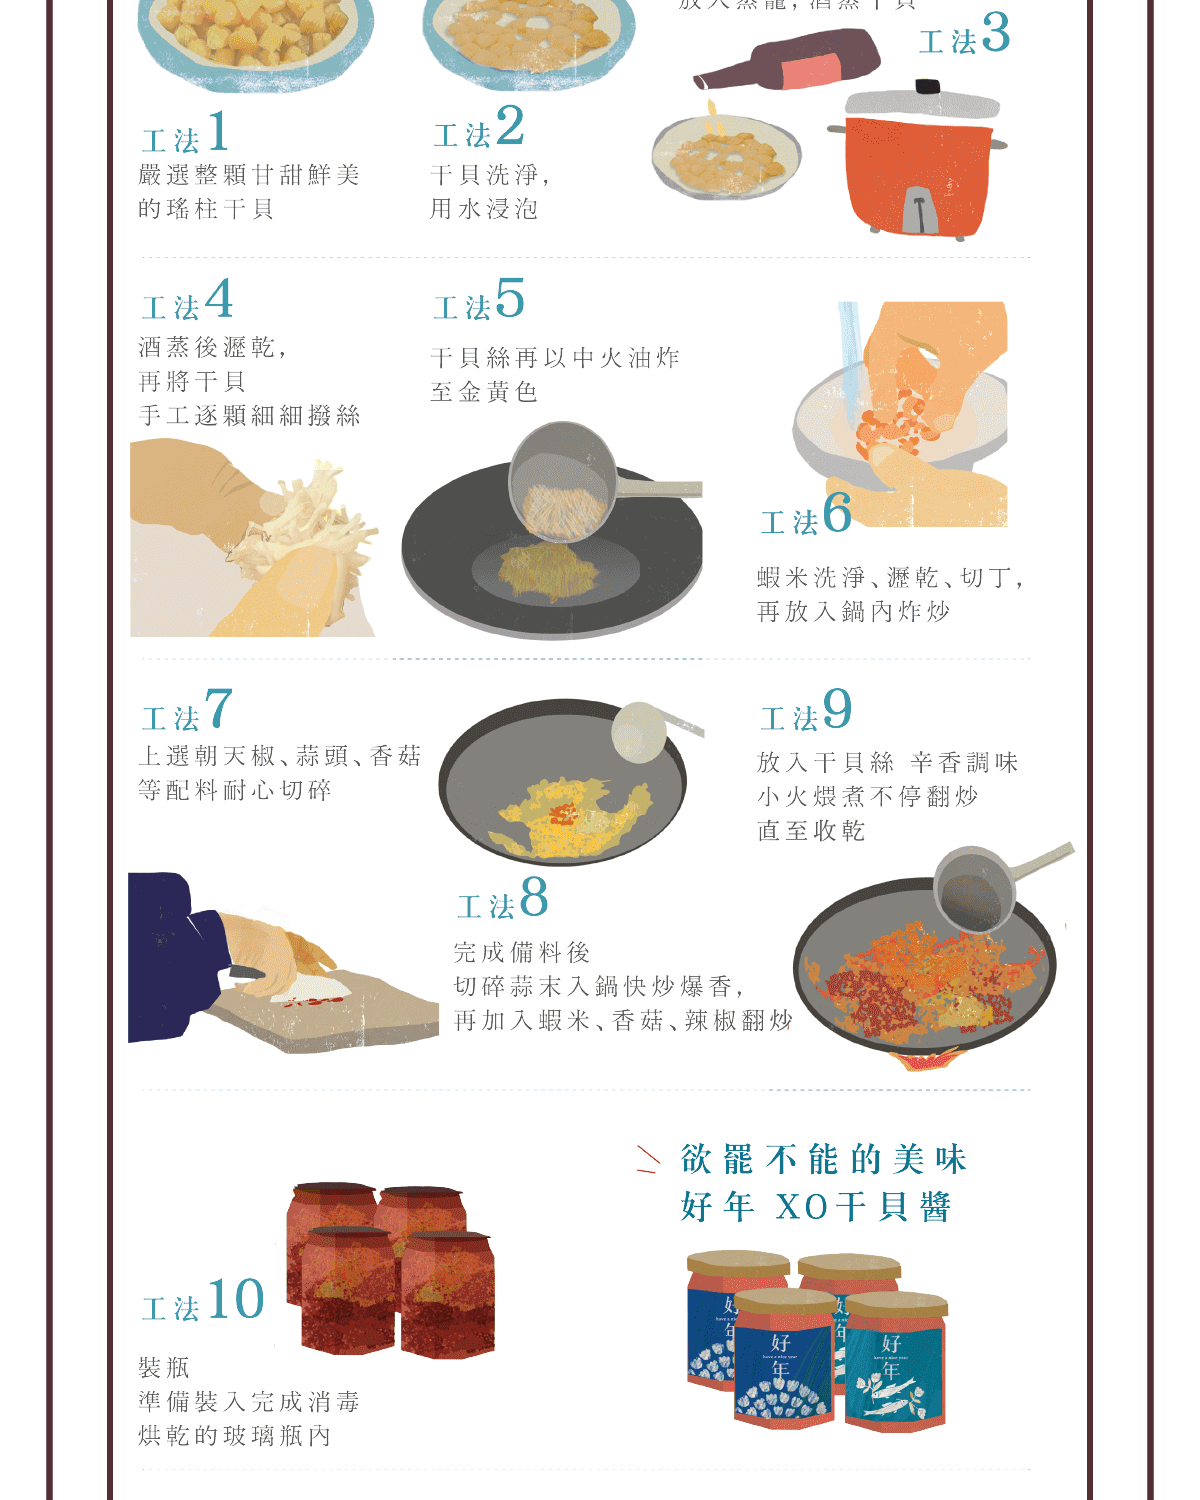 放入蒸籠，酒蒸干貝
工法3
工法1
嚴選整顆甘甜鮮美
的瑤柱干貝
工法2
干貝洗淨，
用水浸泡
工法4
酒蒸後瀝乾，
再將干貝
手工逐顆細細撥絲
工法5
干貝絲再以中火油炸
至金黃色
工法6
蝦米洗淨、瀝乾、切丁，
再放入鍋內炸炒
工法7
上選朝天椒、蒜頭、香菇
等配料耐心切碎
工法8
完成備料後
切碎蒜末入鍋快炒爆香，
再加入蝦米、香菇、辣椒翻炒
工法9
放入干貝絲 辛香調味
小火煨煮不停翻炒
直至收乾
工法10
裝瓶
準備裝入完成消毒
烘乾的玻璃瓶內
欲罷不能的美味
好年 XO干貝醬
好
年
好
年
好
have a nice year
年
好
have a nice year
年